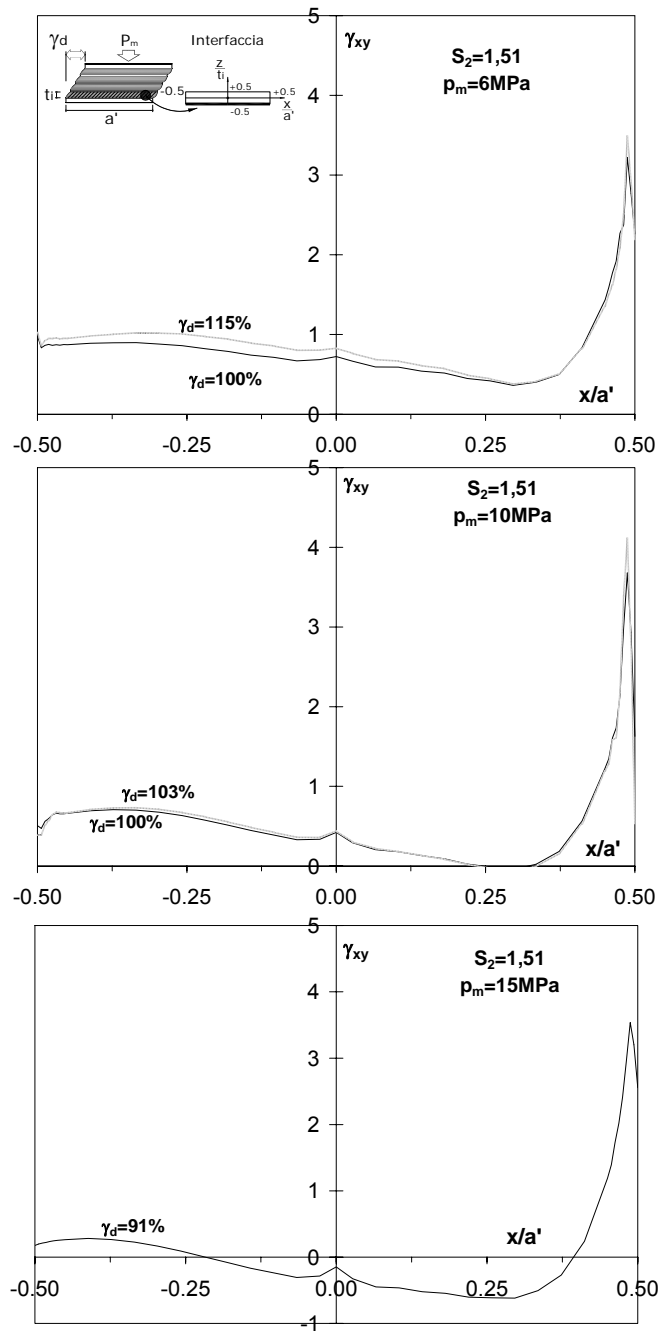 5
γxy
γd
Pm
Interfaccia
S₂=1,51
pm=6MPa
z
ti
+0.5
+0.5
-0.5
x
a'
-0.5
ti
a'
4
3
2
1
γd=115%
γd=100%
x/a'
0
-0.50
-0.25
0.00
0.25
0.50
5
γxy
S₂=1,51
pm=10MPa
4
3
2
1
γd=103%
γd=100%
x/a'
0
-0.50
-0.25
0.00
0.25
0.50
5
γxy
S₂=1,51
pm=15MPa
4
3
2
1
γd=91%
x/a'
0
-0.50
-0.25
0.00
0.25
0.50
-1